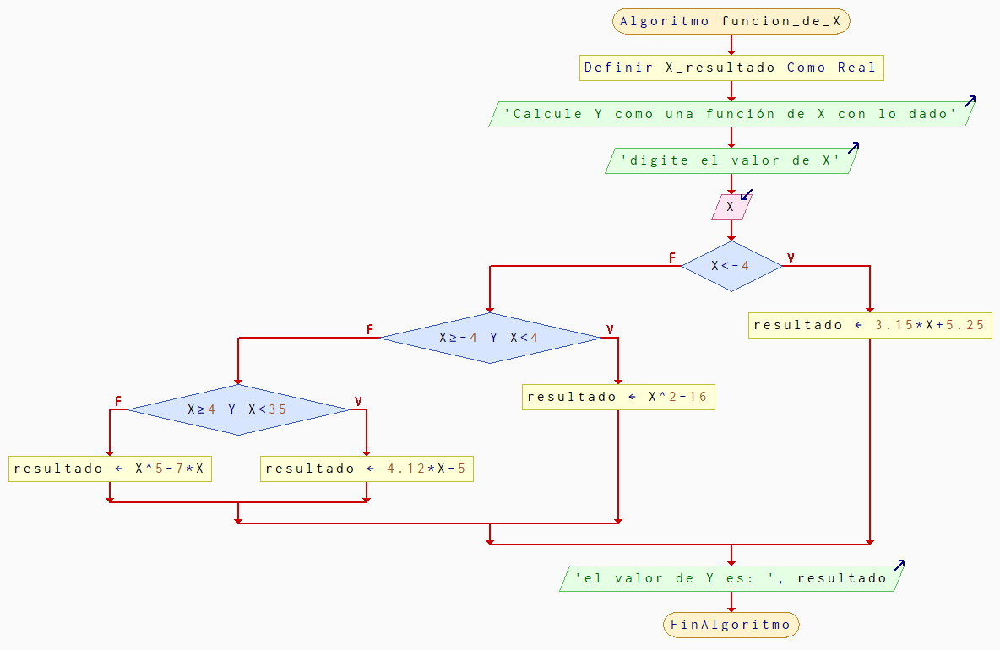 Algoritmo funcion_de_X
Definir X_resultado Como Real
'Calcule Y como una función de X con lo dado'
'digite el valor de X'
X
F
X<-4
V
resultado ← 3.15*X+5.25
F
X≥-4 Y X<4
V
resultado ← X^2-16
F
X≥4 Y X<35
V
resultado ← X^5-7*X
resultado ← 4.12*X-5
'el valor de Y es: ', resultado
FinAlgoritmo